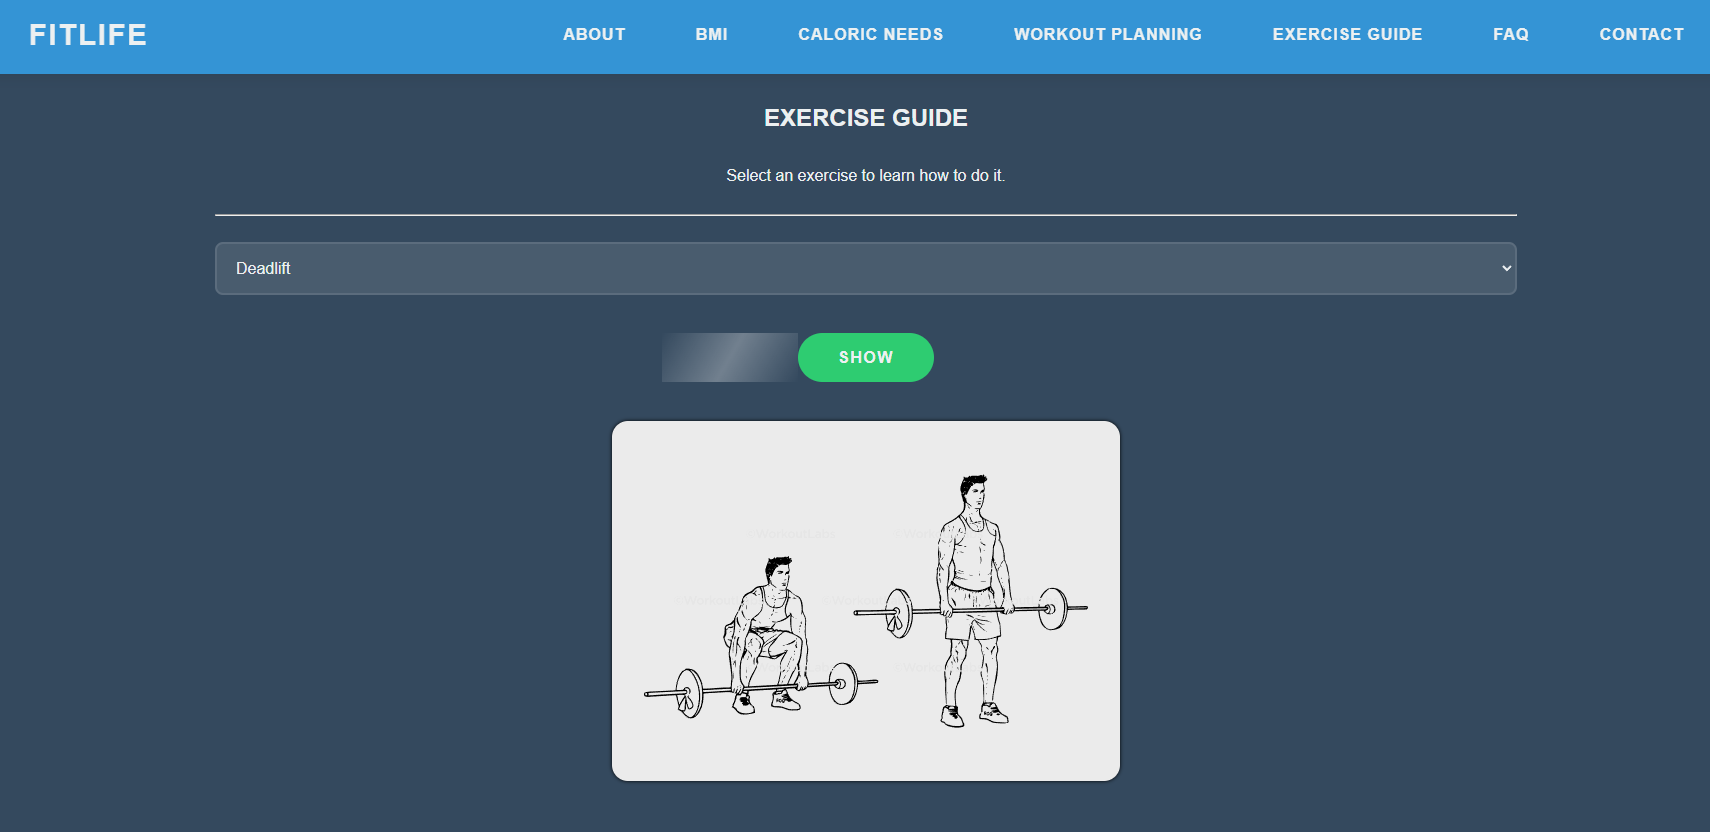 FITLIFE
ABOUT
BMI
CALORIC NEEDS
WORKOUT PLANNING
EXERCISE GUIDE
FAQ
CONTACT
EXERCISE GUIDE
Select an exercise to learn how to do it.
Deadlift
SHOW